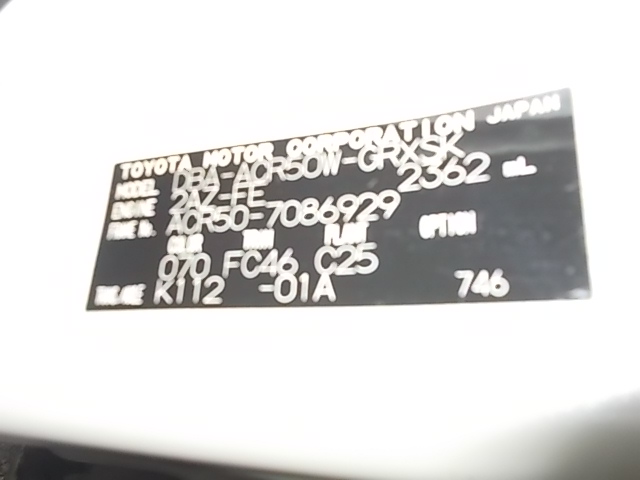 TOYOTA MOTOR CORPORATION JAPAN
MODEL DBA-ACR50W-GRXSK
ENGINE 2AZ-FE 2362 mL
FRAME No. ACR50-7086929
COLOR TRIM PLANT OPTION
070 FC46 C25
K112 -01A 746